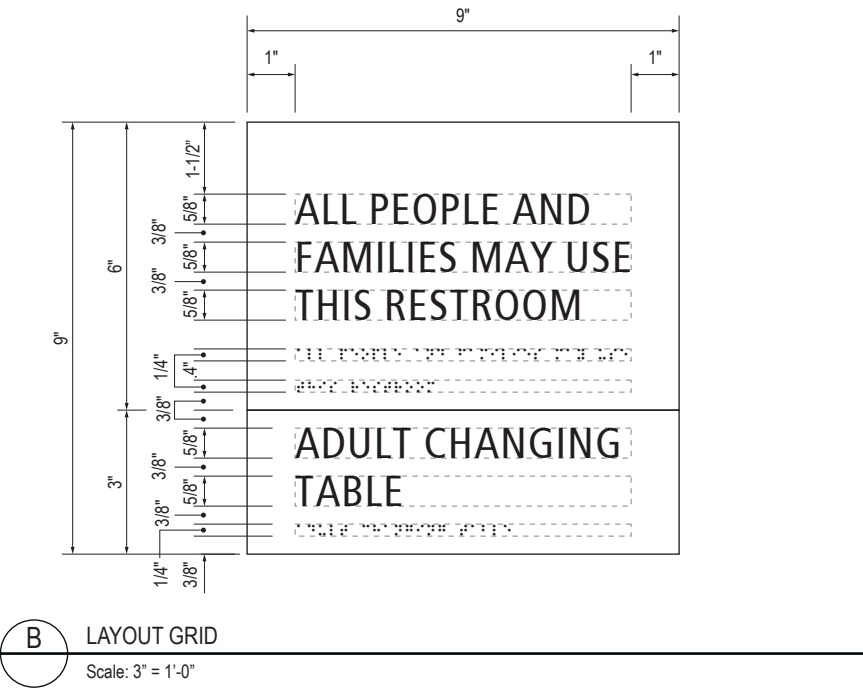 9"
1"
1"
1-1/2"
5/8"
3/8"
5/8"
3/8"
5/8"
6"
9"
1/4"
.4"
3/8"
5/8"
3/8"
5/8"
3"
3/8"
1/4"
3/8"
ALL PEOPLE AND
FAMILIES MAY USE
THIS RESTROOM
ADULT CHANGING
TABLE
B
LAYOUT GRID
Scale: 3” = 1’-0”